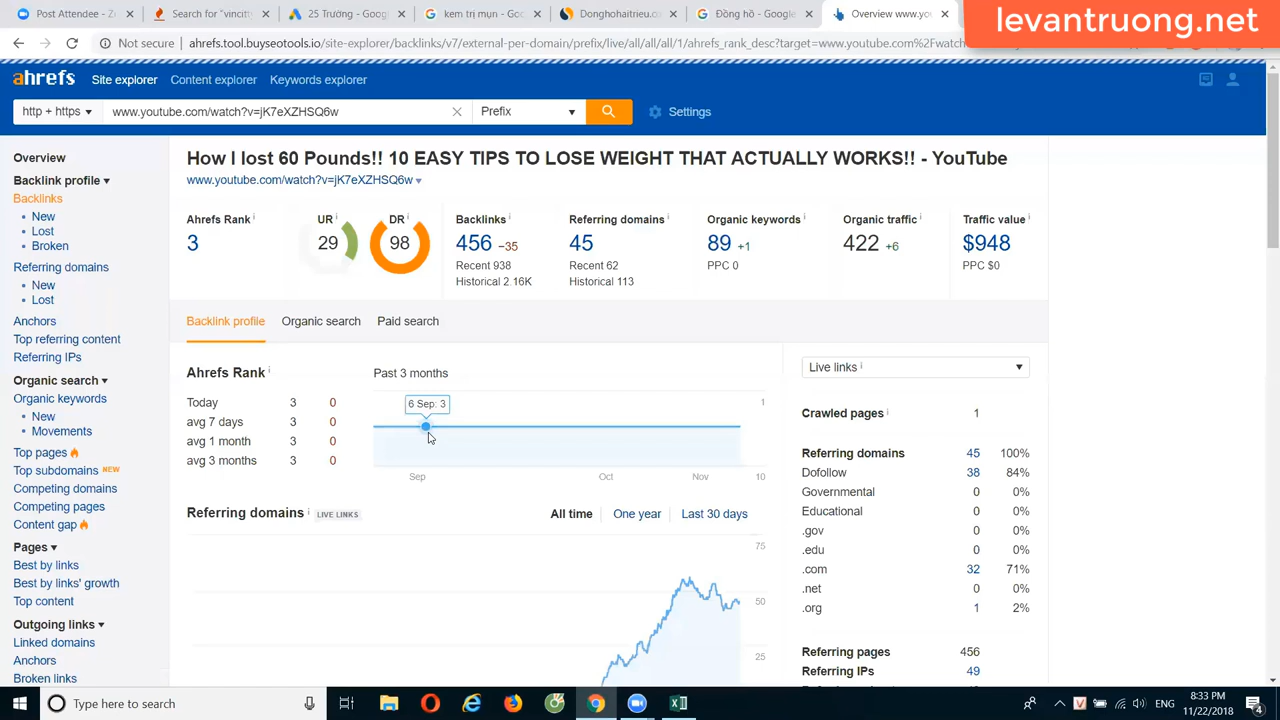 Post Attendee - Z
Search for "vincitt
25 Trường - Goog
kem trị mụn - Goo
Donghohaitrieu.c
Đồng hồ - Google
Overview www.yo
levantruong.net
Not secure | ahrefs.tool.buyseotools.io/site-explorer/backlinks/v7/external-per-domain/prefix/live/all/all/all/1/ahrefs_rank_desc?target=www.youtube.com%2Fwatch
ahrefs Site explorer Content explorer Keywords explorer
http + https www.youtube.com/watch?v=jK7eXZHSQ6w Prefix Settings
Overview
Backlink profile
Backlinks
New
Lost
Broken
Referring domains
New
Lost
Anchors
Top referring content
Referring IPs
Organic search
Organic keywords
New
Movements
Top pages
Top subdomains NEW
Competing domains
Competing pages
Content gap
Pages
Best by links
Best by links' growth
Top content
Outgoing links
Linked domains
Anchors
Broken links
How I lost 60 Pounds!! 10 EASY TIPS TO LOSE WEIGHT THAT ACTUALLY WORKS!! - YouTube
www.youtube.com/watch?v=jK7eXZHSQ6w
Ahrefs Rank UR DR Backlinks Referring domains Organic keywords Organic traffic Traffic value
3 29 98 456 −35 45 89 +1 422 +6 $948
Recent 938 Recent 62 PPC 0 PPC $0
Historical 2.16K Historical 113
Backlink profile Organic search Paid search
Ahrefs Rank
Today 3 0
avg 7 days 3 0
avg 1 month 3 0
avg 3 months 3 0
Past 3 months
1
6 Sep: 3
Sep Oct Nov 10
Referring domains LIVE LINKS All time One year Last 30 days
75
50
25
Live links
Crawled pages 1
Referring domains 45 100%
Dofollow 38 84%
Governmental 0 0%
Educational 0 0%
.gov 0 0%
.edu 0 0%
.com 32 71%
.net 0 0%
.org 1 2%
Referring pages 456
Referring IPs 49
Type here to search
ENG
8:33 PM
11/22/2018
4